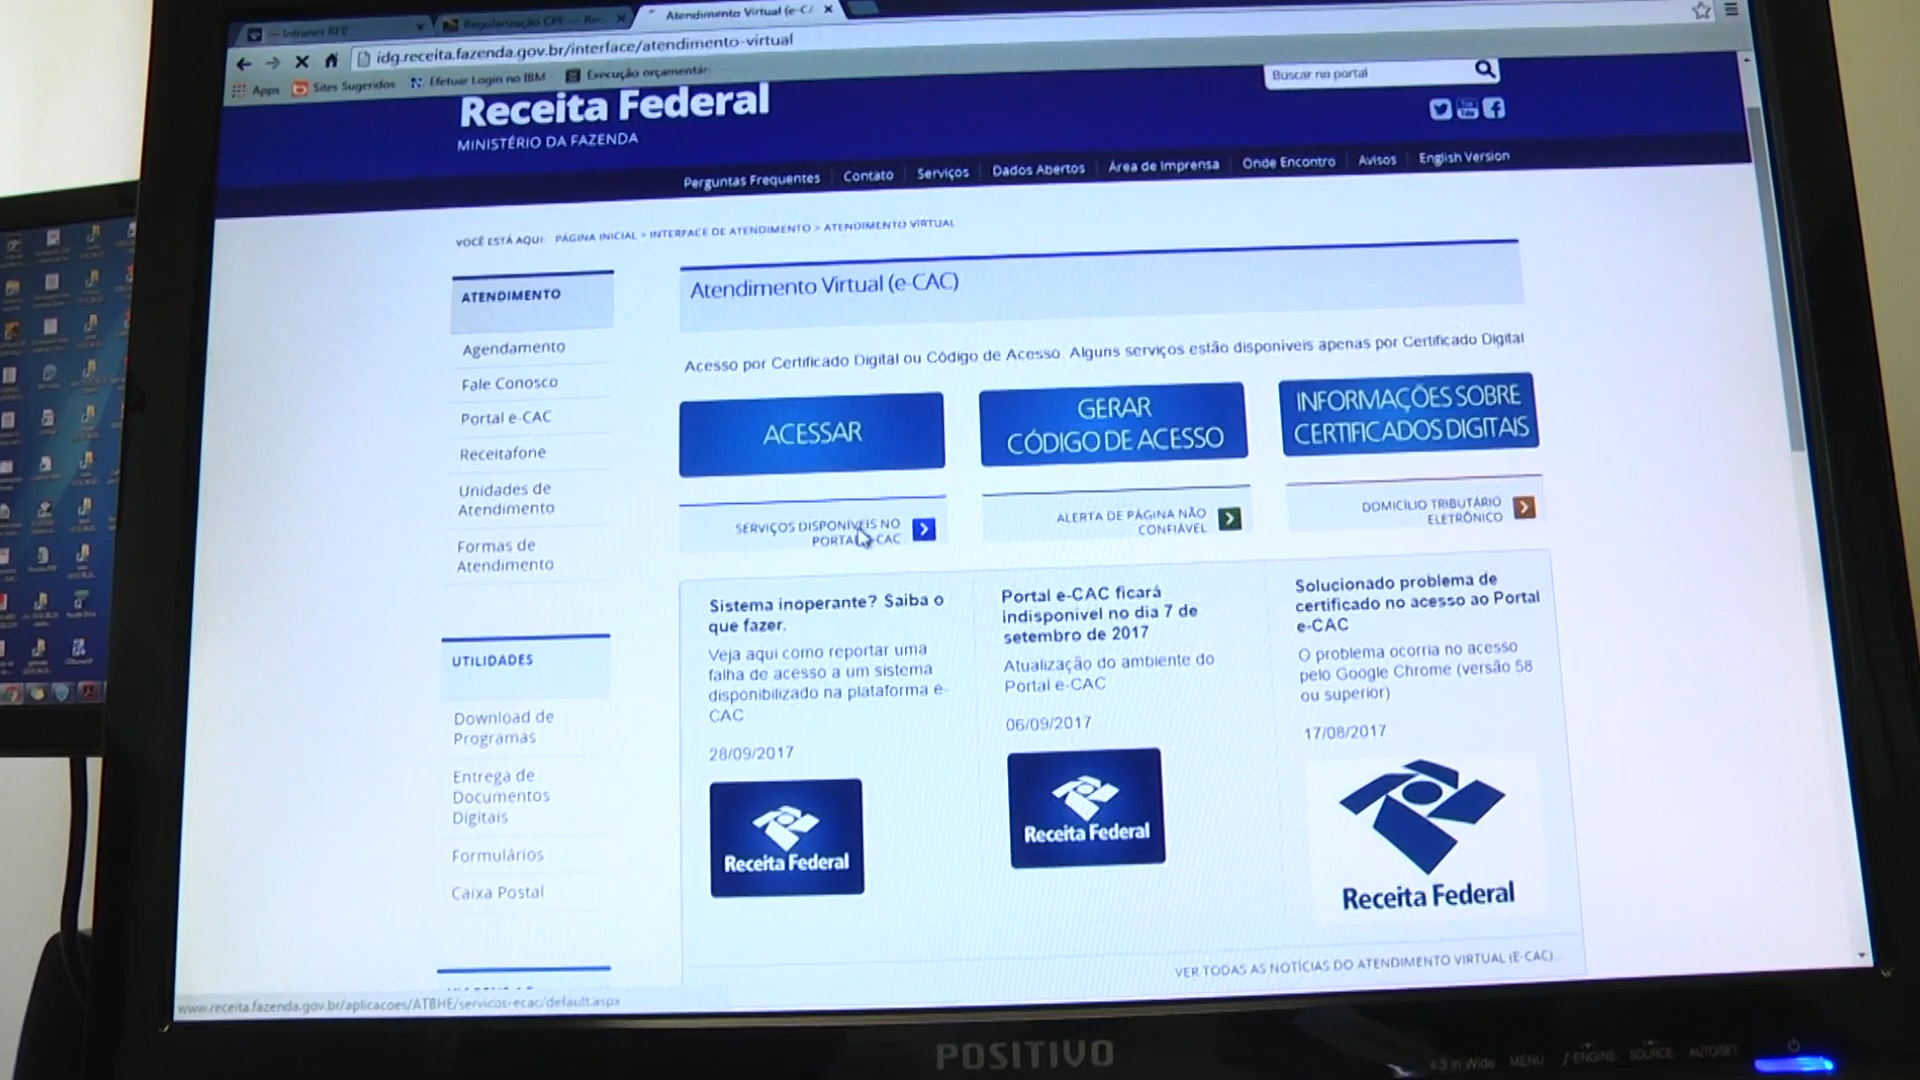 Intranet RFB
Regularização CPF — Rec
Atendimento Virtual (e-C
idg.receita.fazenda.gov.br/interface/atendimento-virtual
Apps
Sites Sugeridos
Efetuar Login no IBM
Execução orçamentár
Receita Federal
MINISTÉRIO DA FAZENDA
Buscar no portal
Perguntas Frequentes
Contato
Serviços
Dados Abertos
Área de Imprensa
Onde Encontro
Avisos
English Version
VOCÊ ESTÁ AQUI: PÁGINA INICIAL > INTERFACE DE ATENDIMENTO > ATENDIMENTO VIRTUAL
ATENDIMENTO
Agendamento
Fale Conosco
Portal e-CAC
Receitafone
Unidades de
Atendimento
Formas de
Atendimento
UTILIDADES
Download de
Programas
Entrega de
Documentos
Digitais
Formulários
Caixa Postal
Atendimento Virtual (e-CAC)
Acesso por Certificado Digital ou Código de Acesso. Alguns serviços estão disponíveis apenas por Certificado Digital
ACESSAR
GERAR
CÓDIGO DE ACESSO
INFORMAÇÕES SOBRE
CERTIFICADOS DIGITAIS
SERVIÇOS DISPONÍVEIS NO
PORTAL E-CAC
ALERTA DE PÁGINA NÃO
CONFIÁVEL
DOMICÍLIO TRIBUTÁRIO
ELETRÔNICO
Sistema inoperante? Saiba o
que fazer.
Veja aqui como reportar uma
falha de acesso a um sistema
disponibilizado na plataforma e-
CAC
28/09/2017
Receita Federal
Portal e-CAC ficará
indisponível no dia 7 de
setembro de 2017
Atualização do ambiente do
Portal e-CAC
06/09/2017
Receita Federal
Solucionado problema de
certificado no acesso ao Portal
e-CAC
O problema ocorria no acesso
pelo Google Chrome (versão 58
ou superior)
17/08/2017
Receita Federal
VER TODAS AS NOTÍCIAS DO ATENDIMENTO VIRTUAL (E-CAC)...
www.receita.fazenda.gov.br/aplicacoes/ATBHE/servicos-ecac/default.aspx
POSITIVO
4:3 in Wide
MENU
ƒ-ENGINE
SOURCE
AUTO/SET